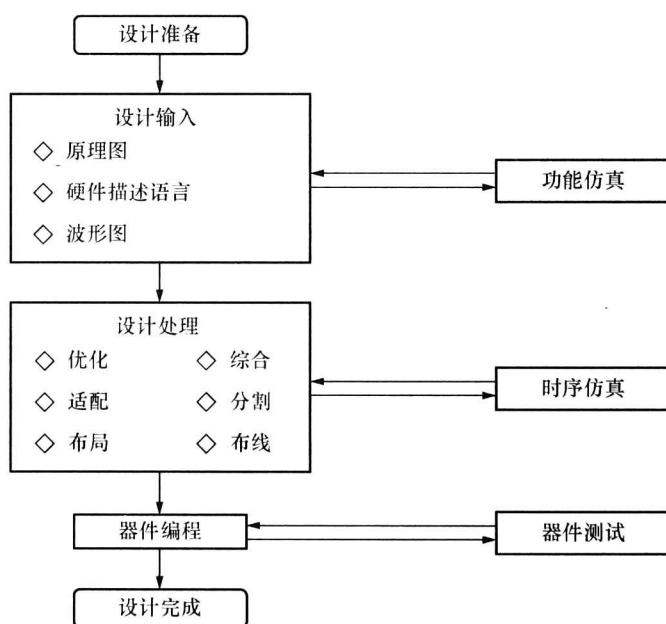 设计准备
设计输入
◇ 原理图
◇ 硬件描述语言
◇ 波形图
功能仿真
设计处理
◇ 优化 ◇ 综合
◇ 适配 ◇ 分割
◇ 布局 ◇ 布线
时序仿真
器件编程
器件测试
设计完成